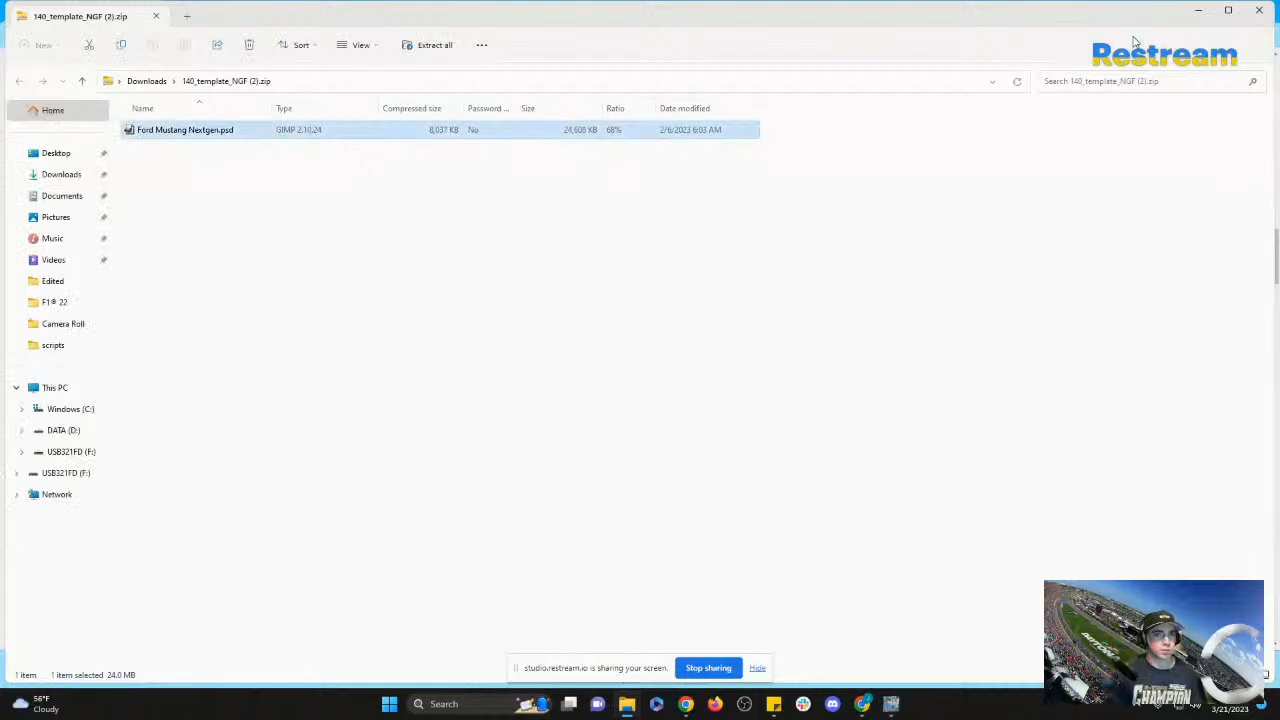 140_template_NGF (2).zip
New
Sort
View
Extract all
Restream
Downloads
140_template_NGF (2).zip
Search 140_template_NGF (2).zip
Home
Name
Type
Compressed size
Password ...
Size
Ratio
Date modified
Ford Mustang Nextgen.psd
GIMP 2.10.24
8,037 KB
No
24,608 KB
68%
2/6/2023 6:03 AM
Desktop
Downloads
Documents
Pictures
Music
Videos
Edited
F1® 22
Camera Roll
scripts
This PC
Windows (C:)
DATA (D:)
USB321FD (F:)
USB321FD (F:)
Network
DAYTONA
CHAMPION
studio.restream.io is sharing your screen.
Stop sharing
Hide
1 item
1 item selected 24.0 MB
56°F
Cloudy
Search
3/21/2023